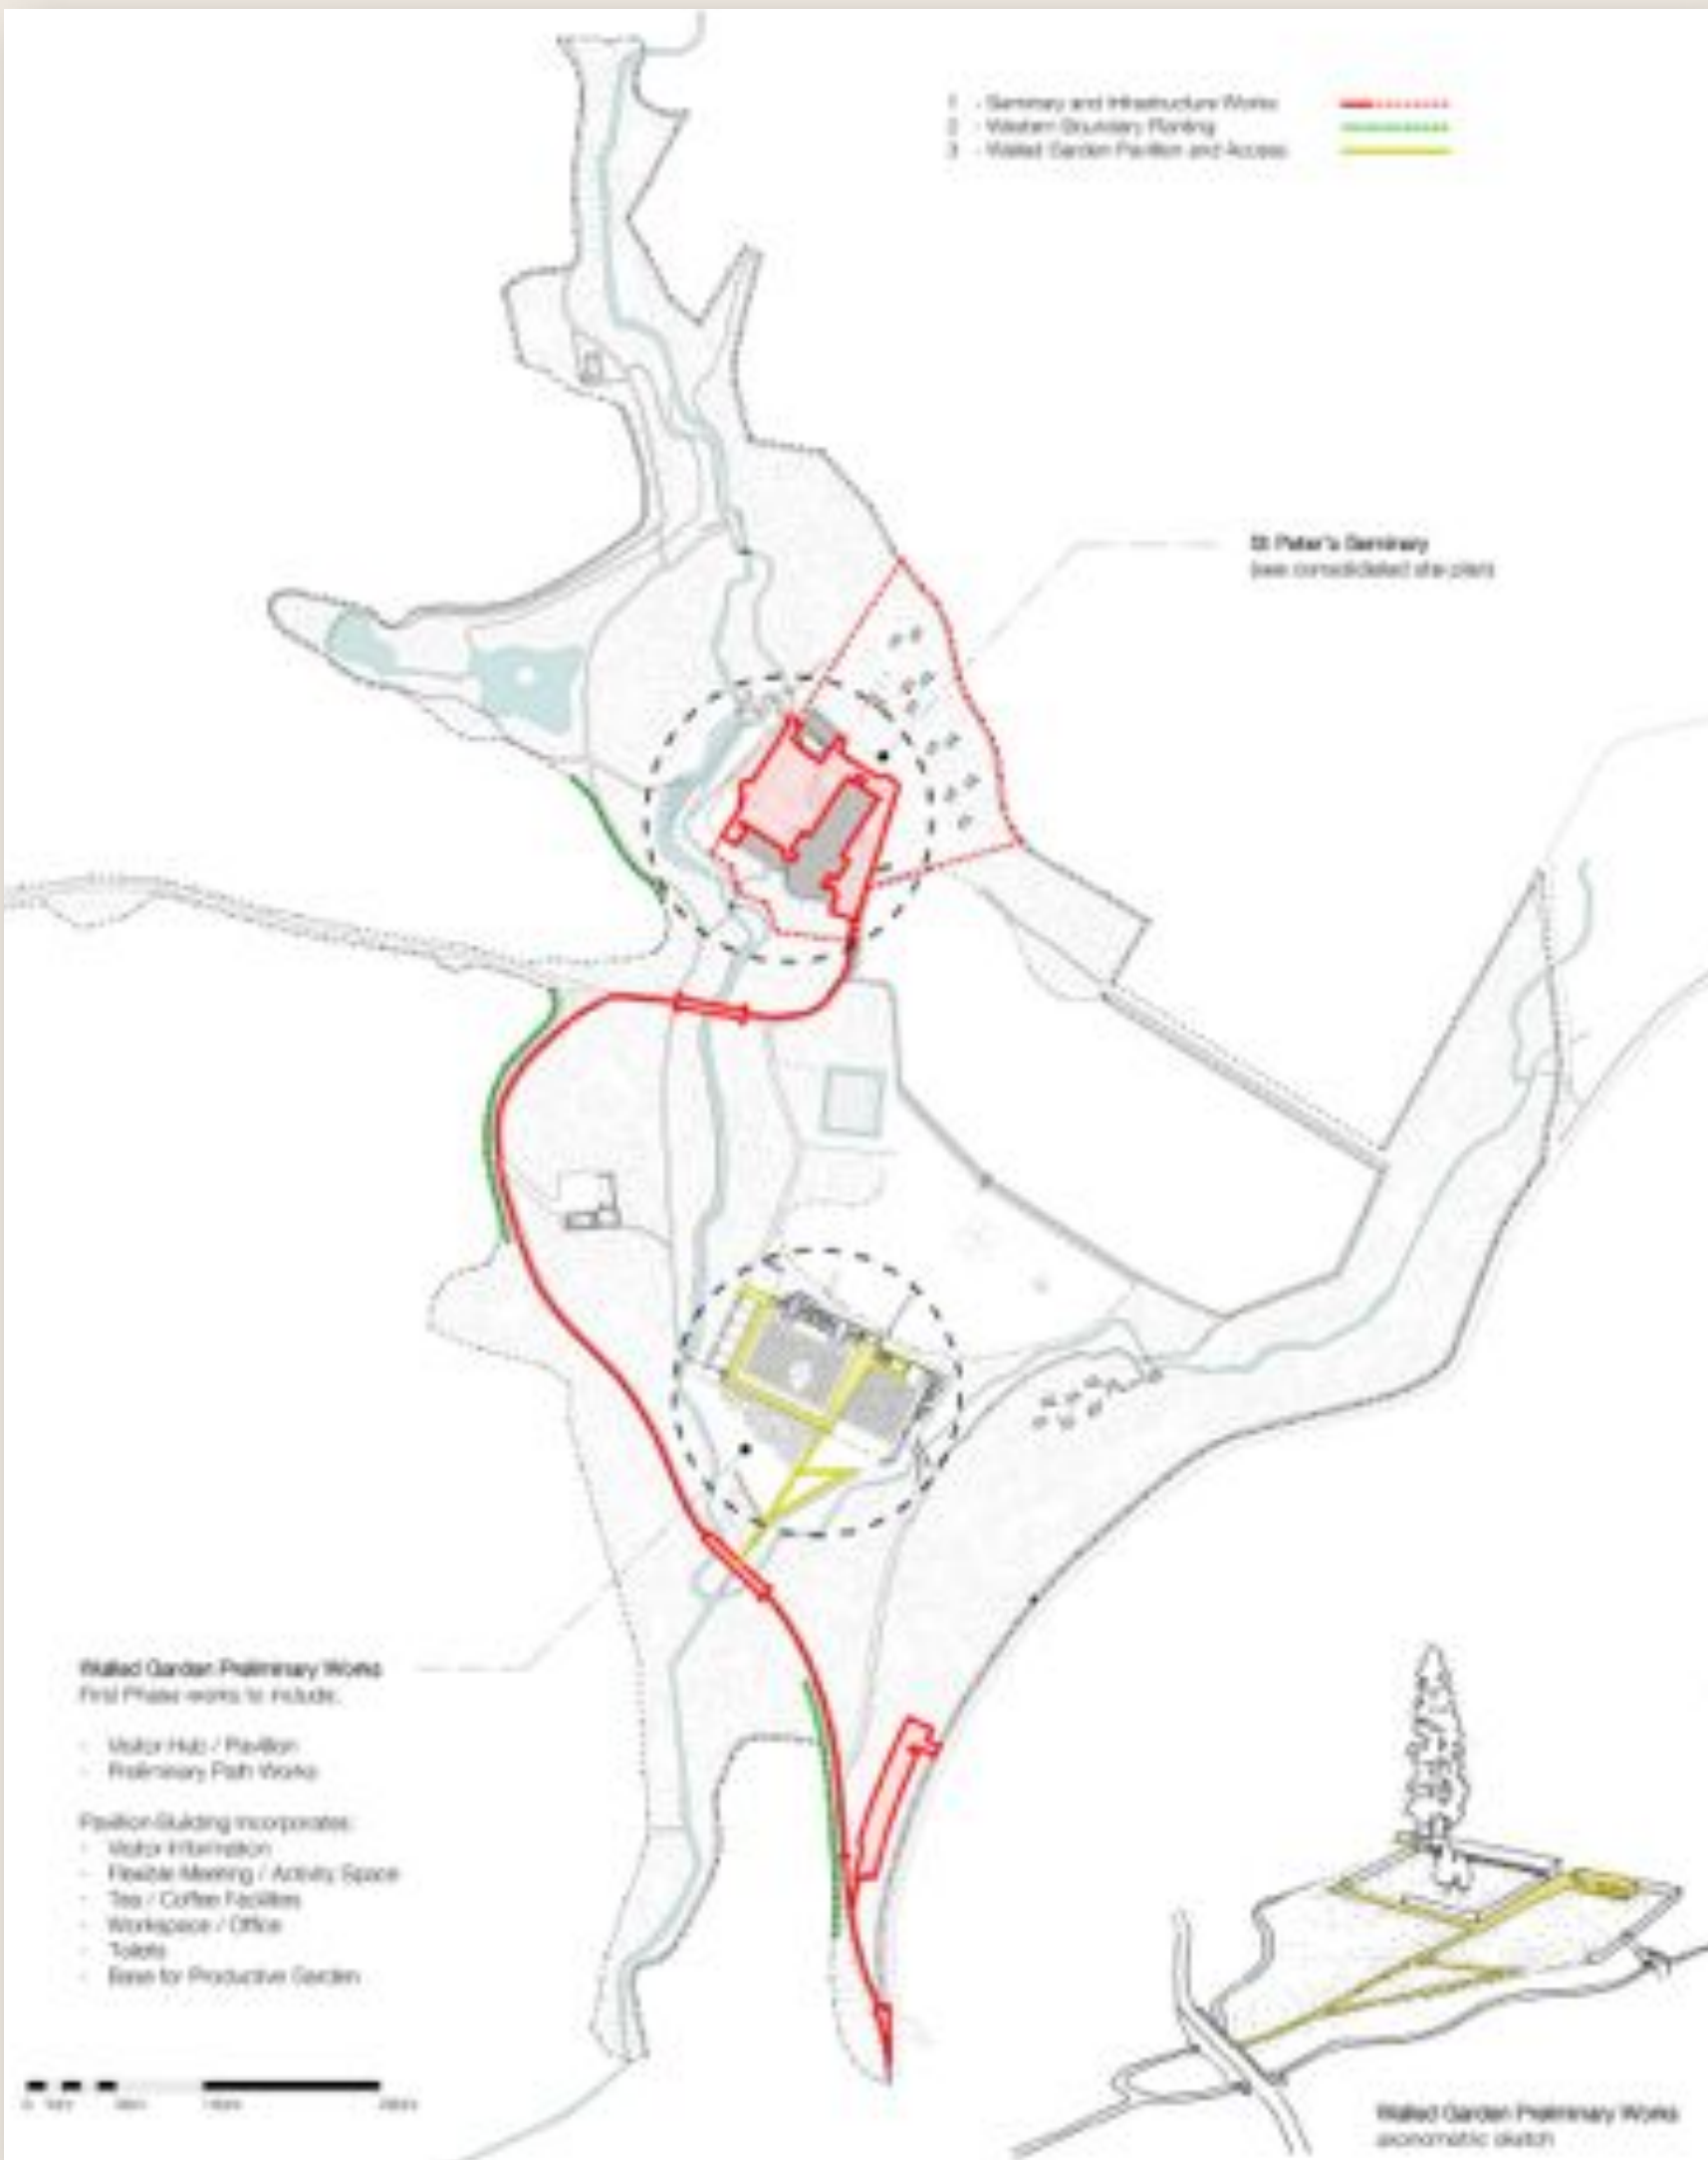 1 - Seminary and Infrastructure Works
2 - Western Boundary Planting
3 - Walled Garden Pavilion and Access
St Peter's Seminary
(see consolidated site plan)
Walled Garden Preliminary Works
First Phase works to include:
- Visitor Hub / Pavilion
- Preliminary Path Works
Pavilion Building incorporates:
- Visitor Information
- Flexible Meeting / Activity Space
- Tea / Coffee Facilities
- Workspace / Office
- Toilets
- Base for Productive Garden
0
Walled Garden Preliminary Works
axonometric sketch